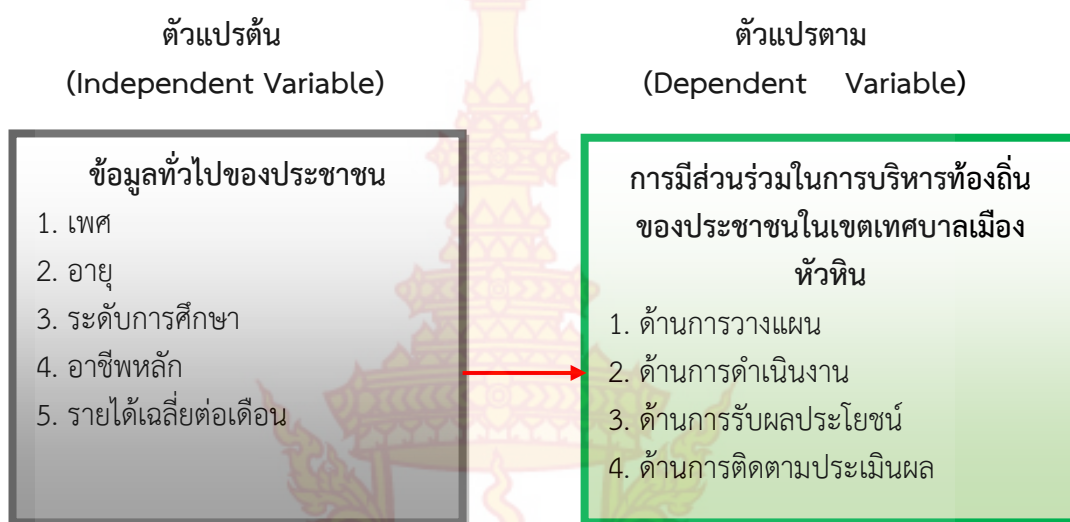 ตัวแปรต้น
(Independent Variable)
ข้อมูลทั่วไปของประชาชน
1. เพศ
2. อายุ
3. ระดับการศึกษา
4. อาชีพหลัก
5. รายได้เฉลี่ยต่อเดือน
ตัวแปรตาม
(Dependent Variable)
การมีส่วนร่วมในการบริหารท้องถิ่น
ของประชาชนในเขตเทศบาลเมือง
หัวหิน
1. ด้านการวางแผน
2. ด้านการดำเนินงาน
3. ด้านการรับผลประโยชน์
4. ด้านการติดตามประเมินผล